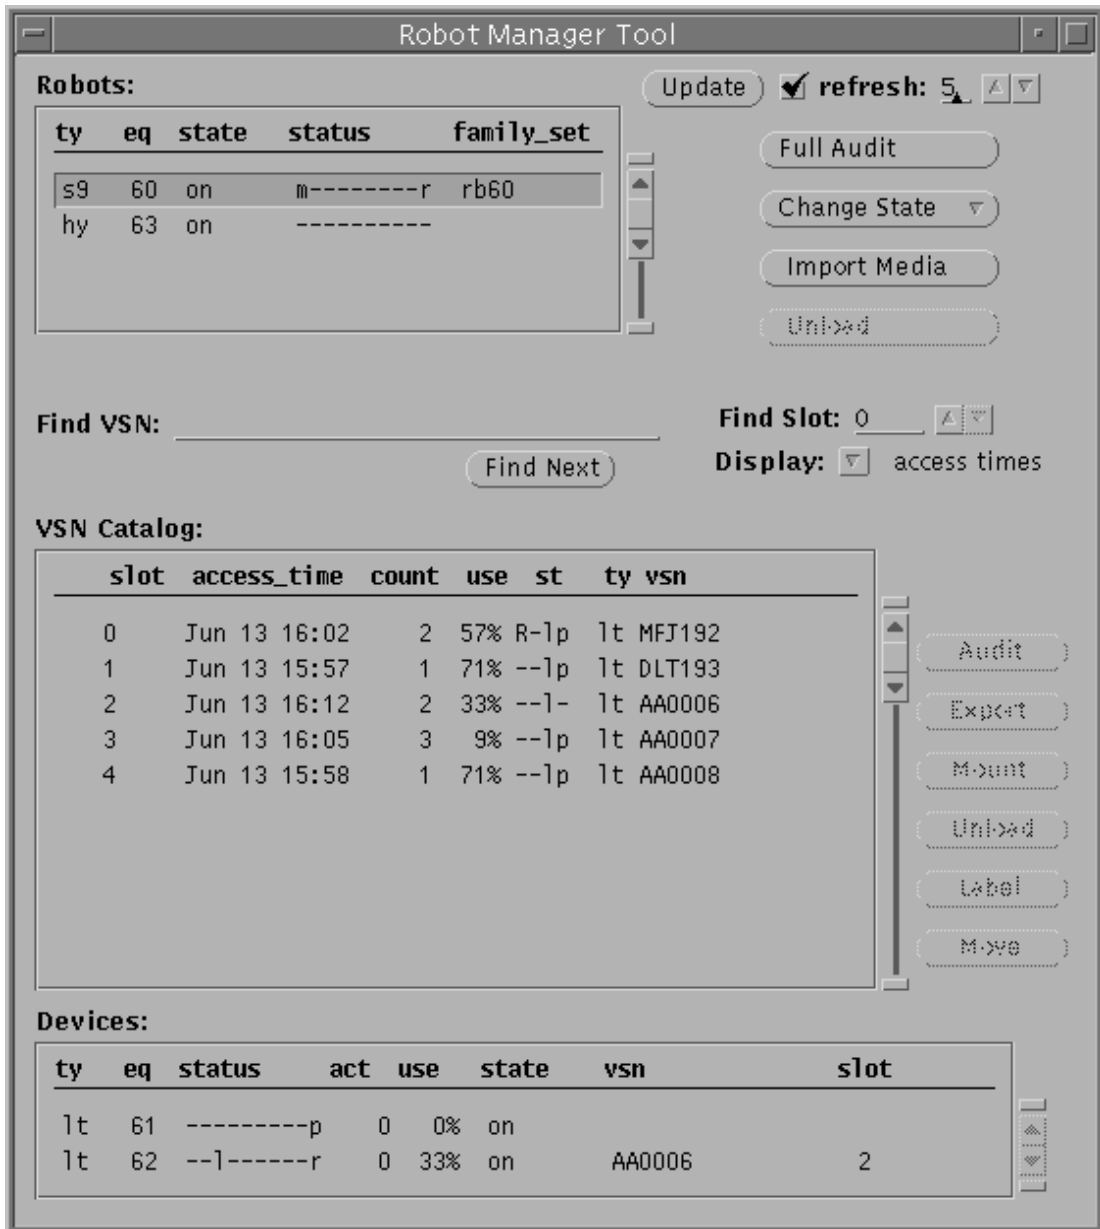 Robot Manager Tool
Robots:
Update refresh: 5
ty eq state status family_set
s9 60 on m--------r rb60
hy 63 on ----------
Full Audit
Change State
Import Media
Unload
Find VSN:
Find Slot: 0
Find Next
Display: access times
VSN Catalog:
slot access_time count use st ty vsn
0 Jun 13 16:02 2 57% R-lp lt MFJ192
1 Jun 13 15:57 1 71% --lp lt DLT193
2 Jun 13 16:12 2 33% --l- lt AA0006
3 Jun 13 16:05 3 9% --lp lt AA0007
4 Jun 13 15:58 1 71% --lp lt AA0008
Audit
Export
Mount
Unload
Label
Move
Devices:
ty eq status act use state vsn slot
lt 61 ---------p 0 0% on
lt 62 --l------r 0 33% on AA0006 2